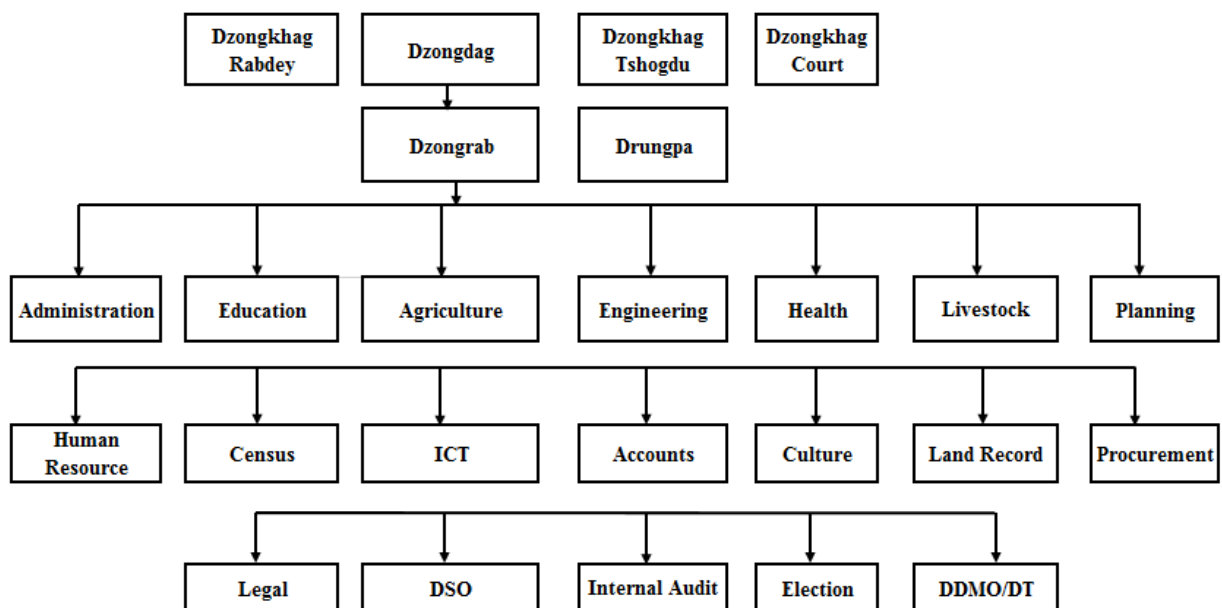 Dzongkhag
Rabdey
Dzongdag
Dzongkhag
Tshogdu
Dzongkhag
Court
Dzongrab
Drungpa
Administration
Education
Agriculture
Engineering
Health
Livestock
Planning
Human
Resource
Census
ICT
Accounts
Culture
Land Record
Procurement
Legal
DSO
Internal Audit
Election
DDMO/DT